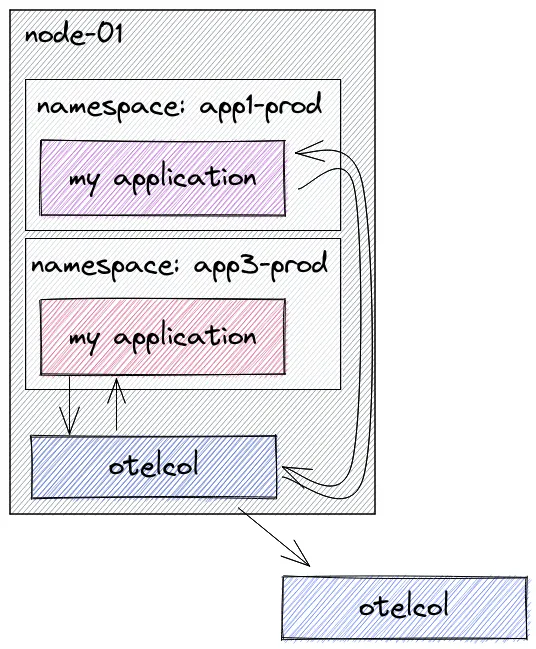 node-01
namespace: app1-prod
my application
namespace: app3-prod
my application
otelcol
otelcol